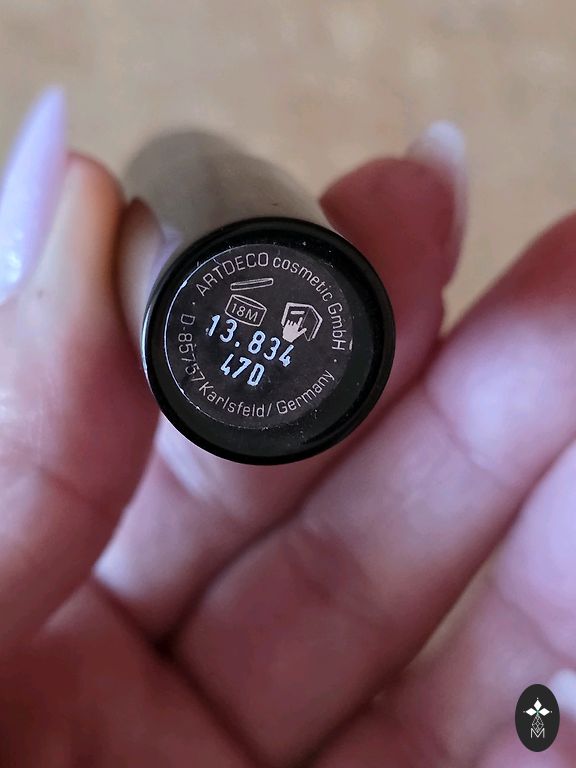 ARTDECO cosmetic GmbH ·
D-85757 Karlsfeld/ Germany ·
18M
13.834
47D
M